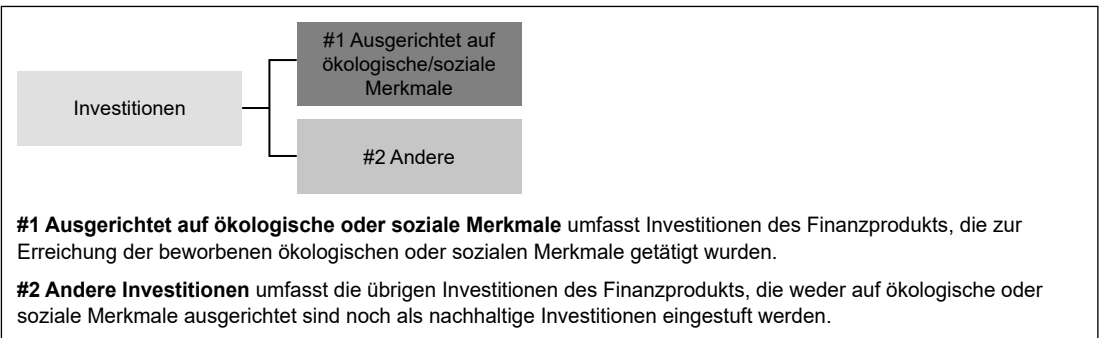 #1 Ausgerichtet auf
ökologische/soziale
Merkmale
Investitionen
#2 Andere
#1 Ausgerichtet auf ökologische oder soziale Merkmale umfasst Investitionen des Finanzprodukts, die zur
Erreichung der beworbenen ökologischen oder sozialen Merkmale getätigt wurden.
#2 Andere Investitionen umfasst die übrigen Investitionen des Finanzprodukts, die weder auf ökologische oder
soziale Merkmale ausgerichtet sind noch als nachhaltige Investitionen eingestuft werden.